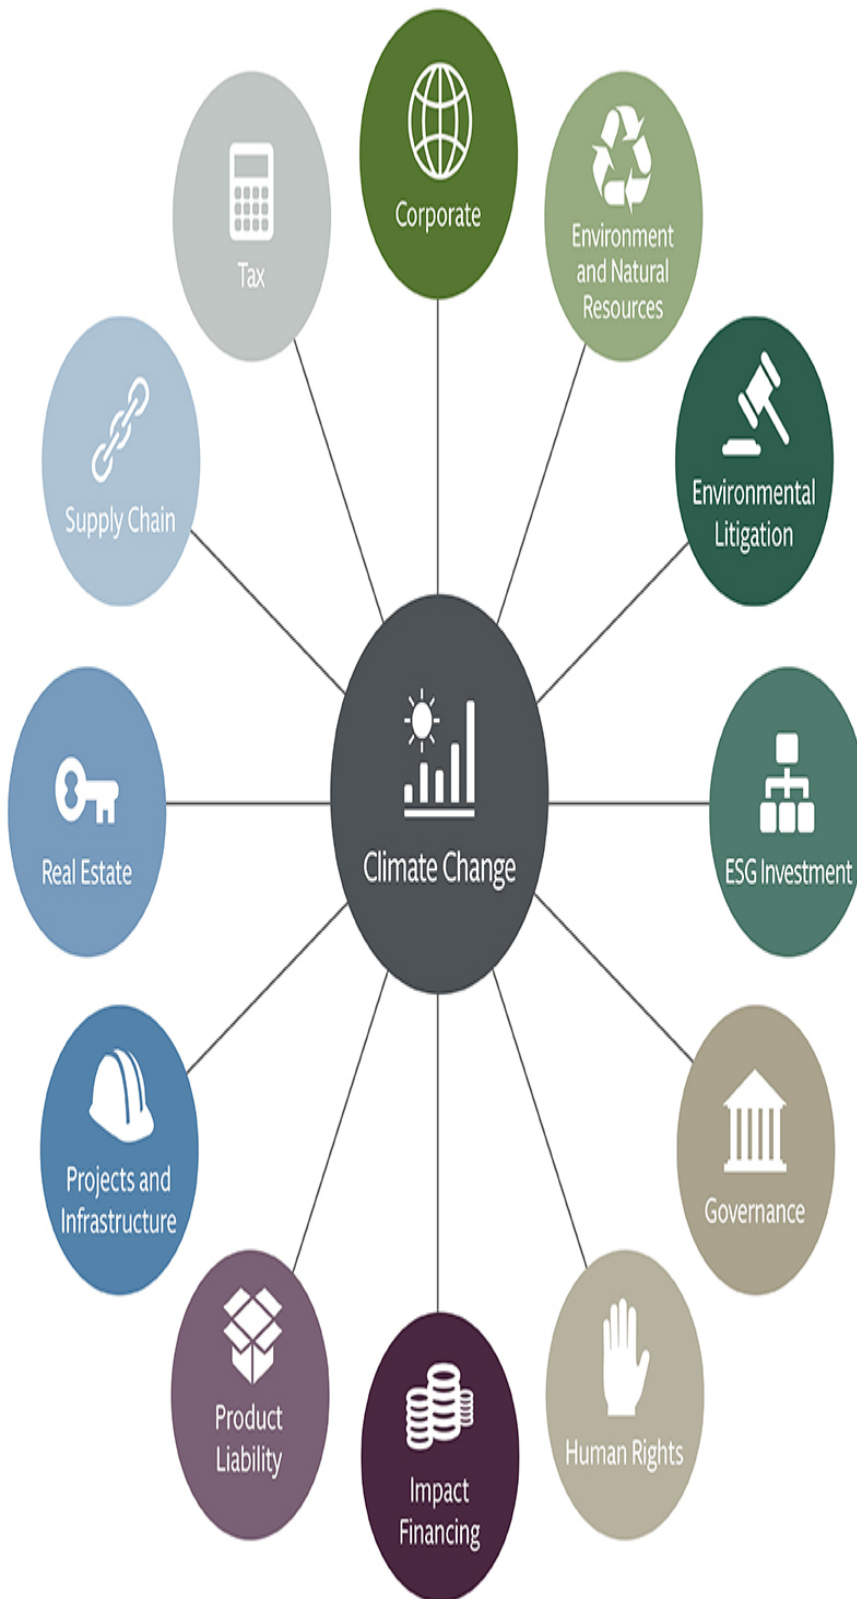 Corporate
Tax
Environment
and Natural
Resources
Supply Chain
Environmental
Litigation
Climate Change
Real Estate
ESG Investment
Projects and
Infrastructure
Governance
Product
Liability
Human Rights
Impact
Financing